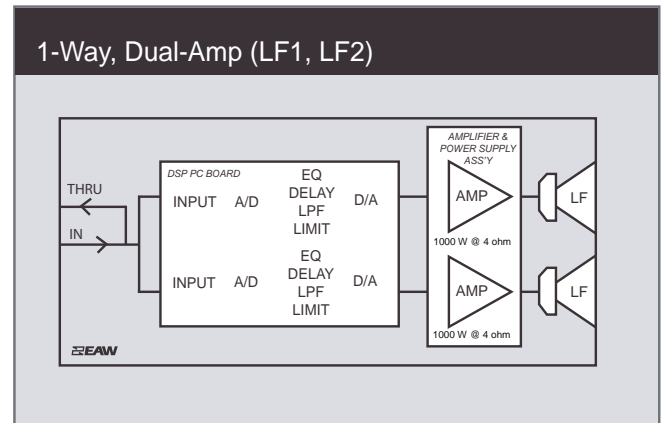 1-Way, Dual-Amp (LF1, LF2)
AMPLIFIER &
POWER SUPPLY
ASS'Y
DSP PC BOARD
THRU
IN
INPUT A/D
EQ
DELAY
LPF
LIMIT
D/A
AMP
LF
1000 W @ 4 ohm
INPUT A/D
EQ
DELAY
LPF
LIMIT
D/A
AMP
LF
1000 W @ 4 ohm
EAW